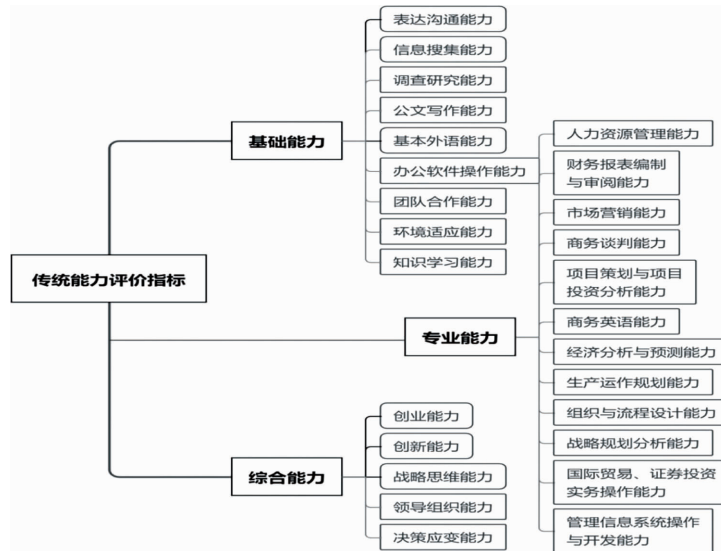 传统能力评价指标
基础能力
表达沟通能力
信息搜集能力
调查研究能力
公文写作能力
基本外语能力
办公软件操作能力
团队合作能力
环境适应能力
知识学习能力
专业能力
人力资源管理能力
财务报表编制
与审阅能力
市场营销能力
商务谈判能力
项目策划与项目
投资分析能力
商务英语能力
经济分析与预测能力
生产运作规划能力
组织与流程设计能力
战略规划分析能力
国际贸易、证券投资
实务操作能力
管理信息系统操作
与开发能力
综合能力
创业能力
创新能力
战略思维能力
领导组织能力
决策应变能力